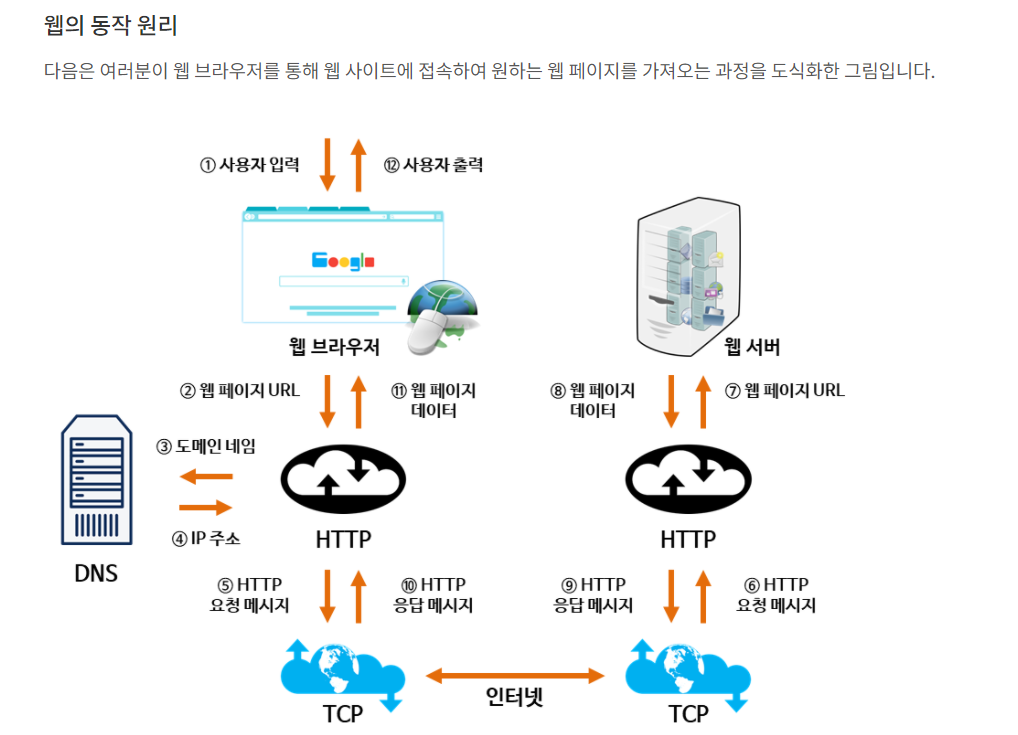 웹의 동작 원리
다음은 여러분이 웹 브라우저를 통해 웹 사이트에 접속하여 원하는 웹 페이지를 가져오는 과정을 도식화한 그림입니다.
① 사용자 입력
⑫ 사용자 출력
Google
웹 브라우저
웹 서버
② 웹 페이지 URL
⑪ 웹 페이지
데이터
⑧ 웹 페이지
데이터
⑦ 웹 페이지 URL
③ 도메인 네임
④ IP 주소
DNS
HTTP
HTTP
⑤ HTTP
요청 메시지
⑩ HTTP
응답 메시지
⑨ HTTP
응답 메시지
⑥ HTTP
요청 메시지
인터넷
TCP
TCP